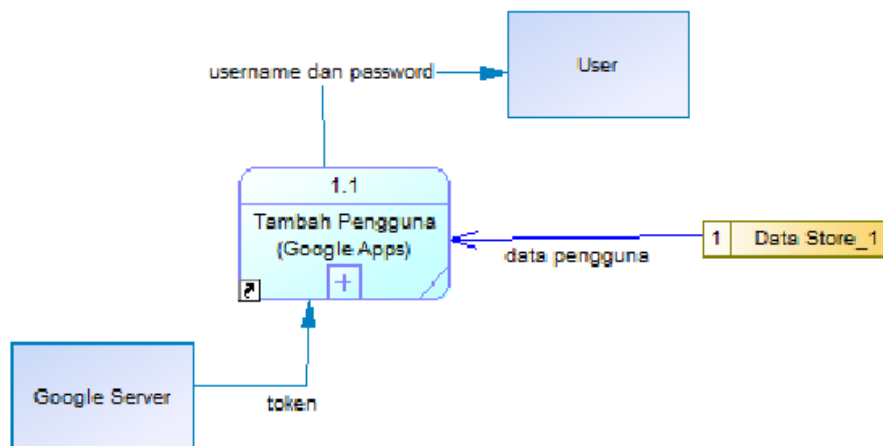 username dan password
User
1.1
Tambah Pengguna
(Google Apps)
data pengguna
1 Data Store_1
Google Server
token